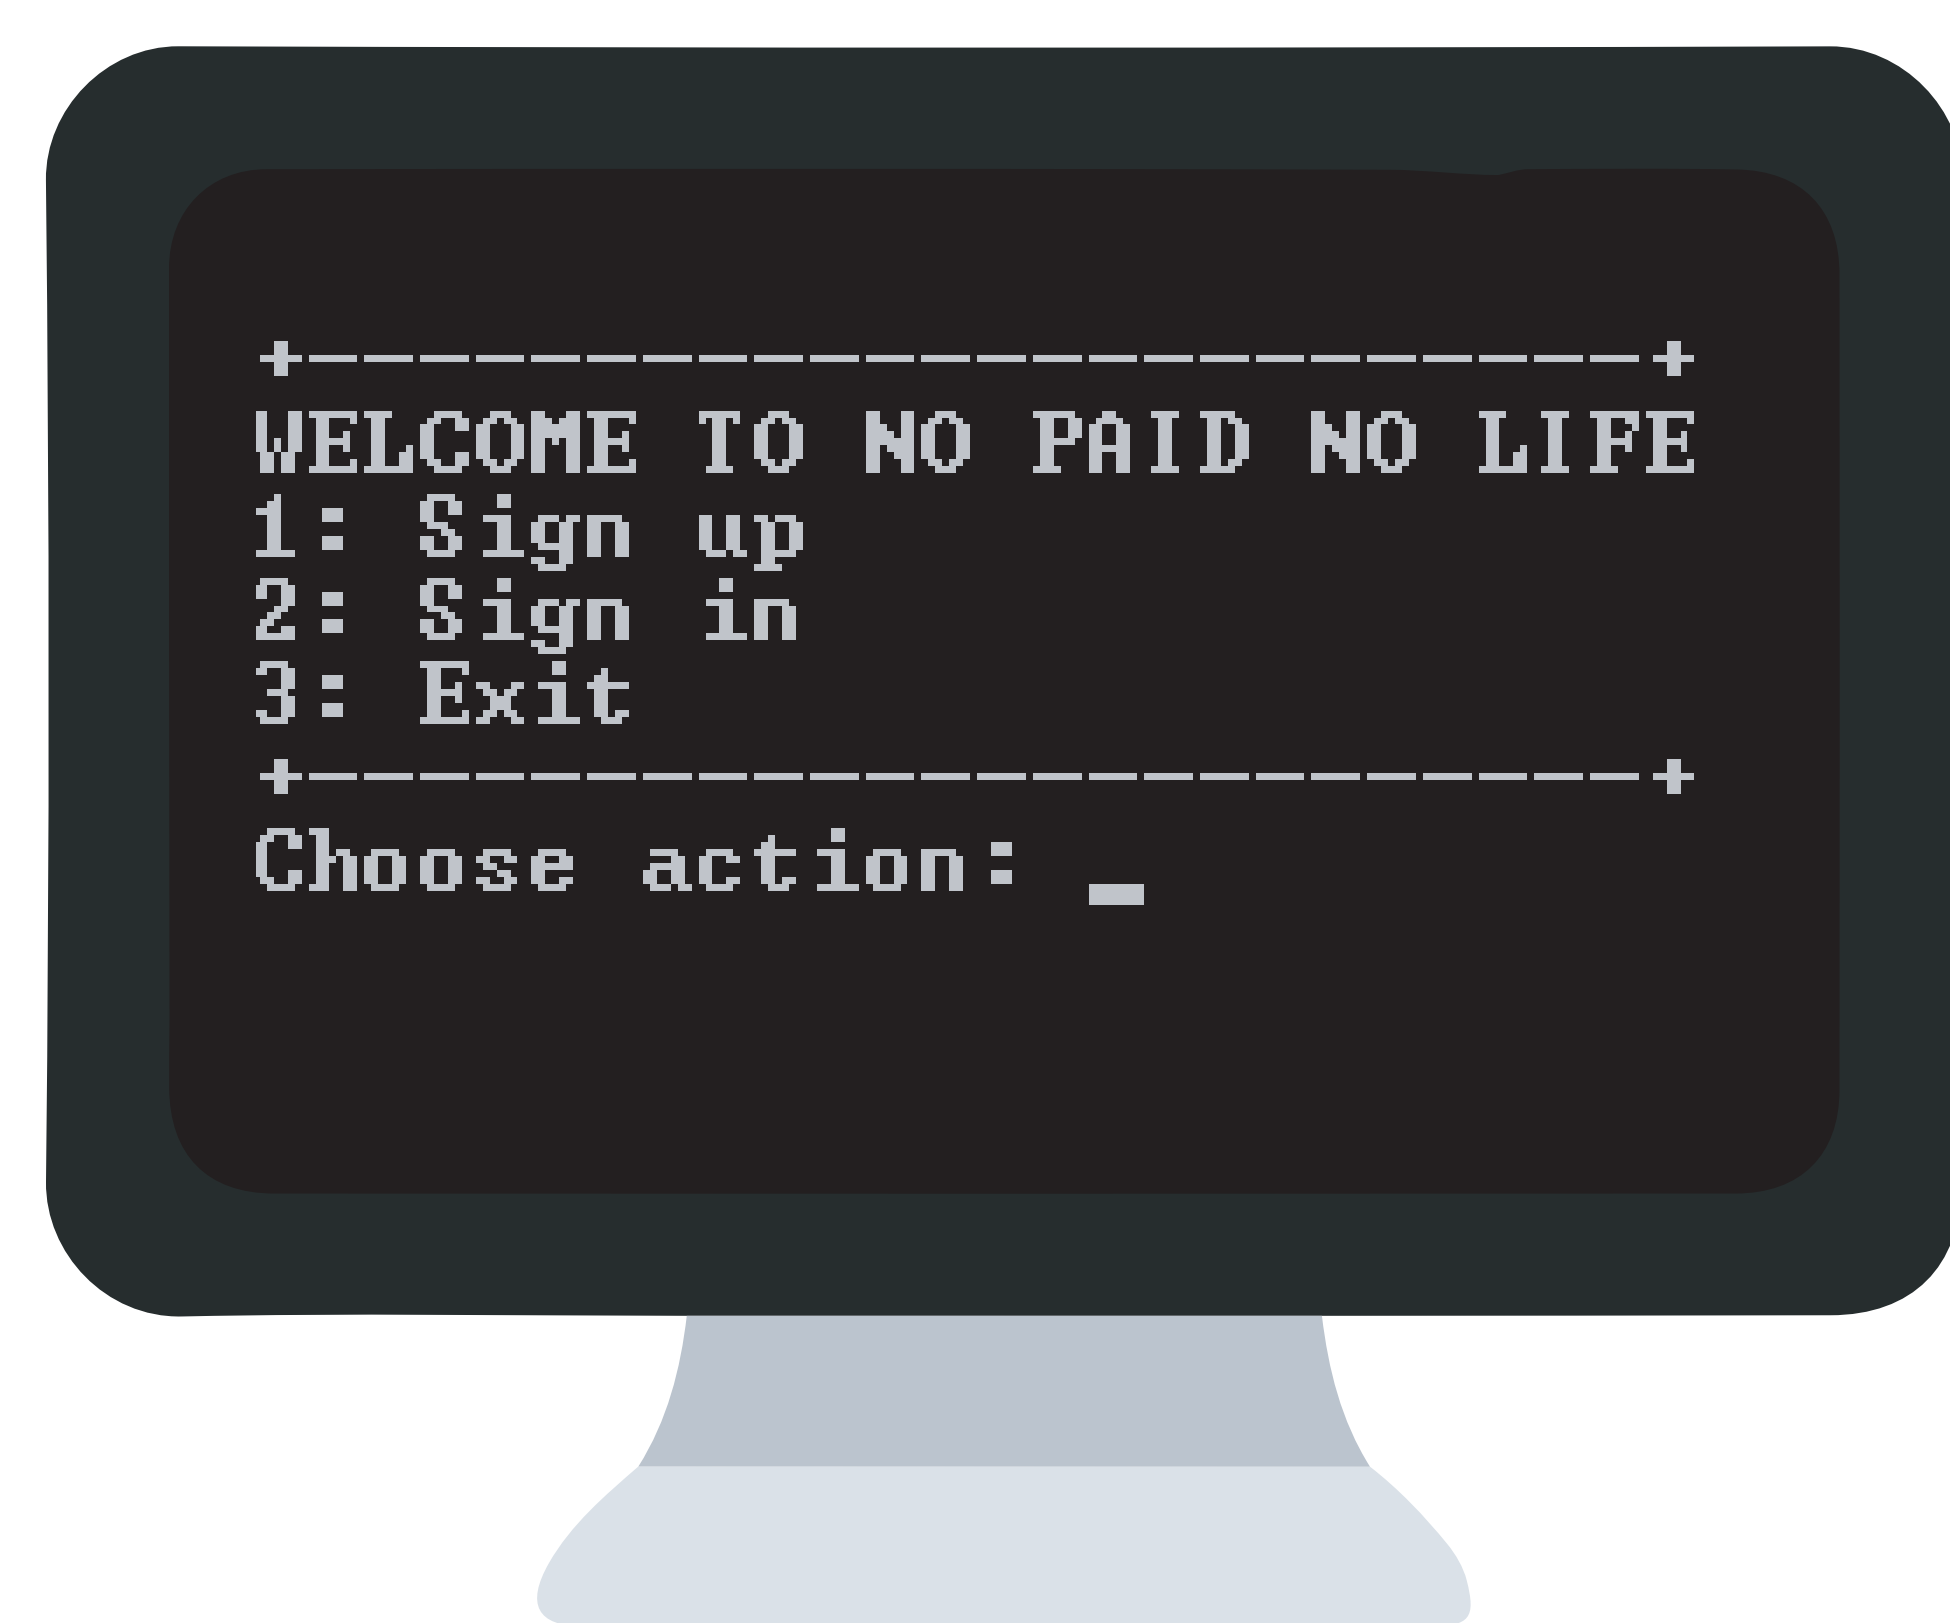 +------------------------+
WELCOME TO NO PAID NO LIFE
1: Sign up
2: Sign in
3: Exit
+------------------------+
Choose action: _